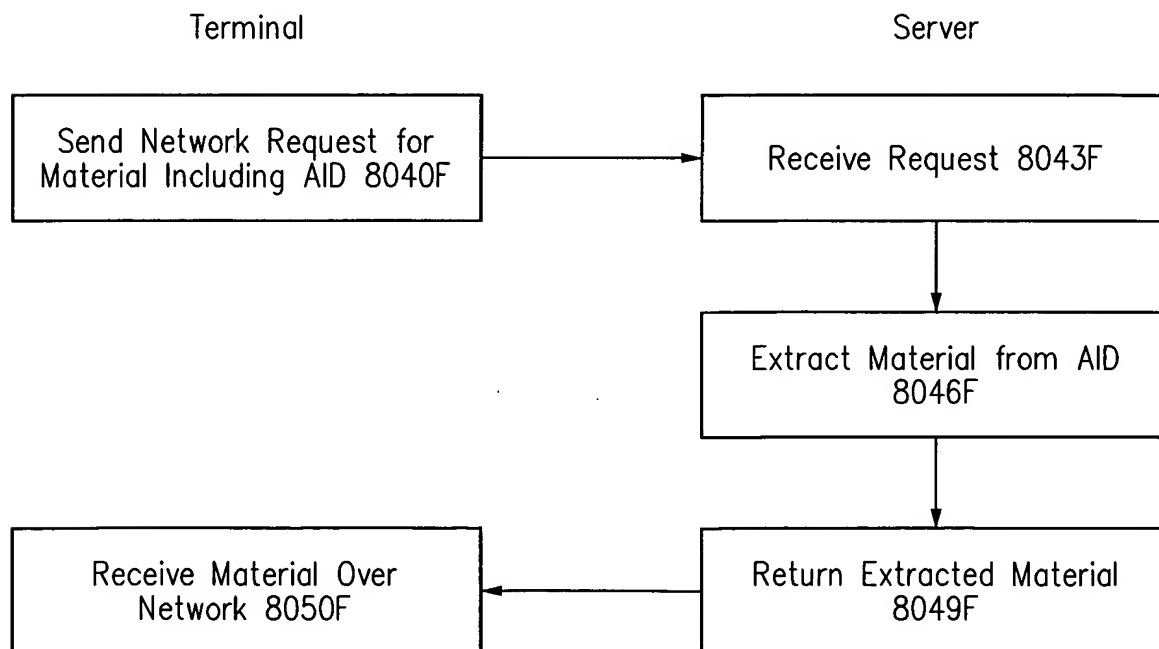 Terminal
Server
Send Network Request for
Material Including AID 8040F
Receive Request 8043F
Extract Material from AID
8046F
Receive Material Over
Network 8050F
Return Extracted Material
8049F